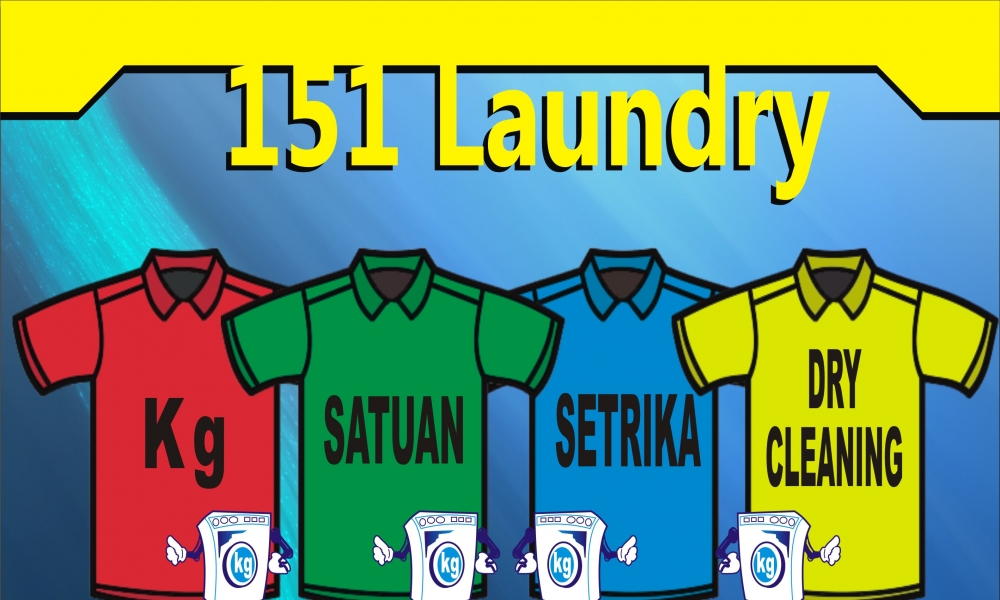 151 Laundry
Kg
SATUAN
SETRIKA
DRY
CLEANING
kg
kg
kg
kg